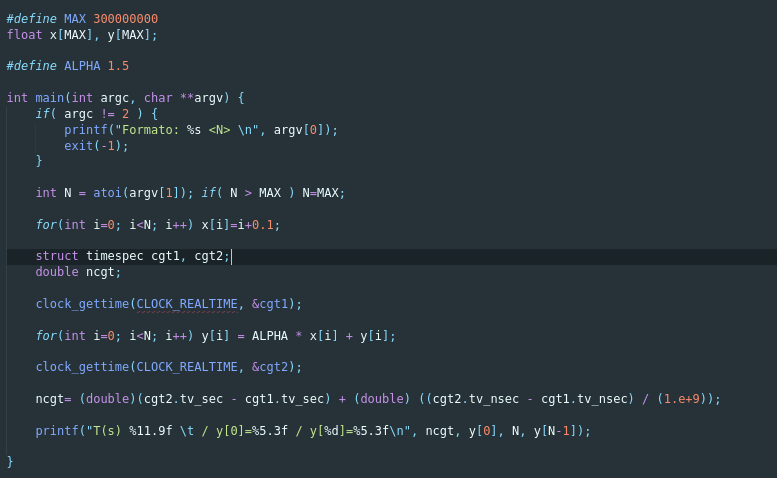 #define MAX 300000000
float x[MAX], y[MAX];
#define ALPHA 1.5
int main(int argc, char **argv) {
if( argc != 2 ) {
printf("Formato: %s <N> \n", argv[0]);
exit(-1);
}
int N = atoi(argv[1]); if( N > MAX ) N=MAX;
for(int i=0; i<N; i++) x[i]=i+0.1;
struct timespec cgt1, cgt2;
double ncgt;
clock_gettime(CLOCK_REALTIME, &cgt1);
for(int i=0; i<N; i++) y[i] = ALPHA * x[i] + y[i];
clock_gettime(CLOCK_REALTIME, &cgt2);
ncgt= (double)(cgt2.tv_sec - cgt1.tv_sec) + (double) ((cgt2.tv_nsec - cgt1.tv_nsec) / (1.e+9));
printf("T(s) %11.9f \t / y[0]=%5.3f / y[%d]=%5.3f\n", ncgt, y[0], N, y[N-1]);
}